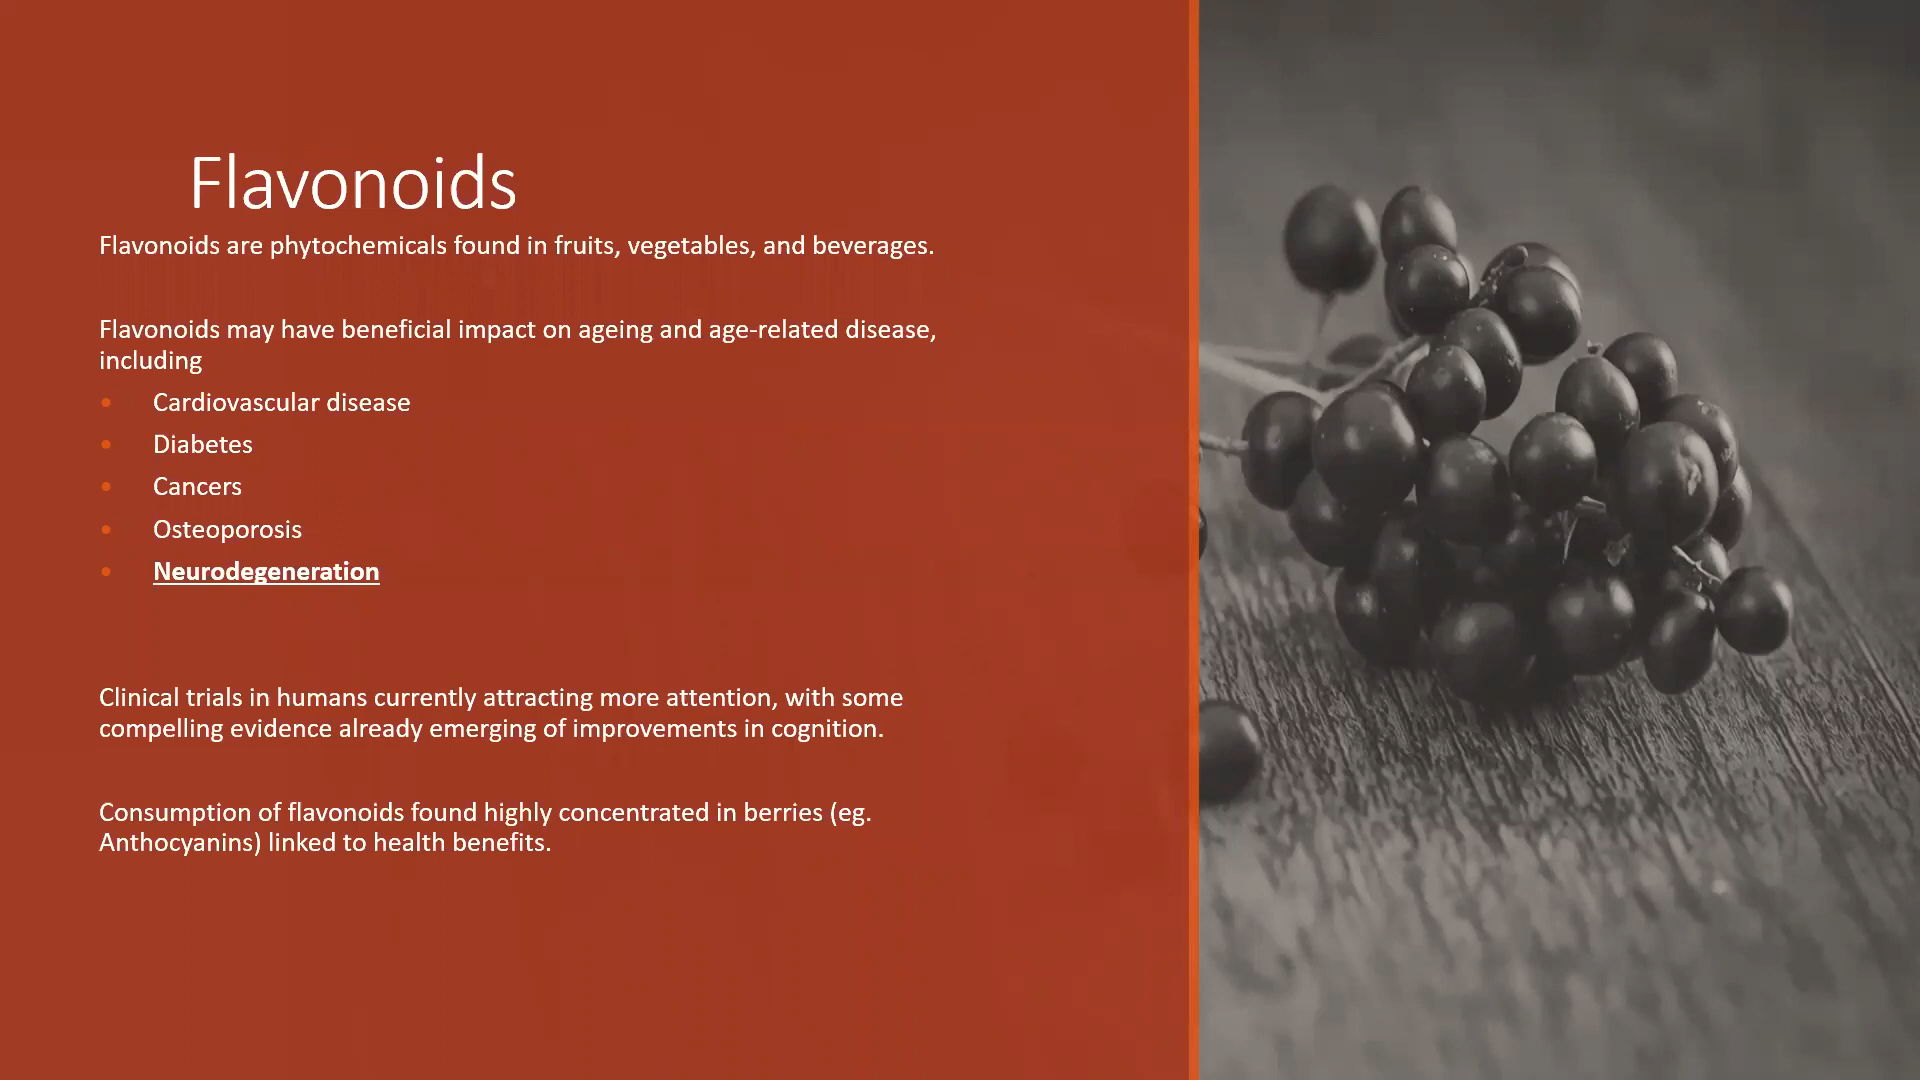 Flavonoids
Flavonoids are phytochemicals found in fruits, vegetables, and beverages.
Flavonoids may have beneficial impact on ageing and age-related disease,
including
• Cardiovascular disease
• Diabetes
• Cancers
• Osteoporosis
• Neurodegeneration
Clinical trials in humans currently attracting more attention, with some
compelling evidence already emerging of improvements in cognition.
Consumption of flavonoids found highly concentrated in berries (eg.
Anthocyanins) linked to health benefits.